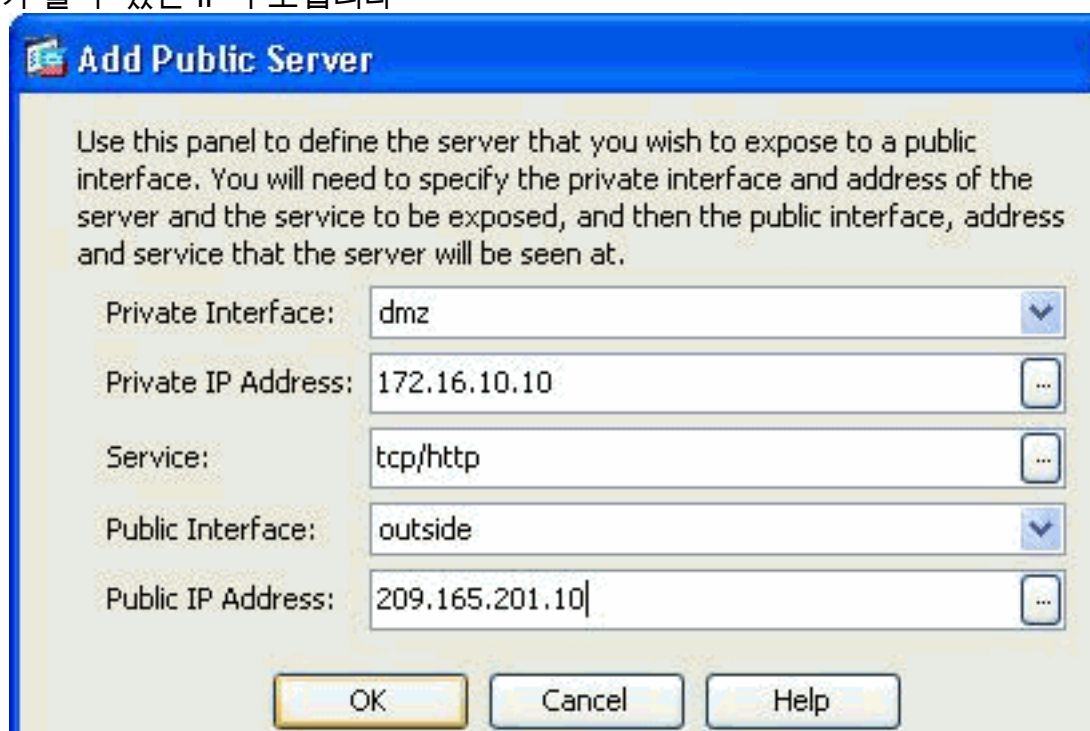 있는 IP
Add Public Server
Use this panel to define the server that you wish to expose to a public
interface. You will need to specify the private interface and address of the
server and the service to be exposed, and then the public interface, address
and service that the server will be seen at.
Private Interface: dmz
Private IP Address: 172.16.10.10 ...
Service: tcp/http ...
Public Interface: outside
Public IP Address: 209.165.201.10 ...
OK Cancel Help